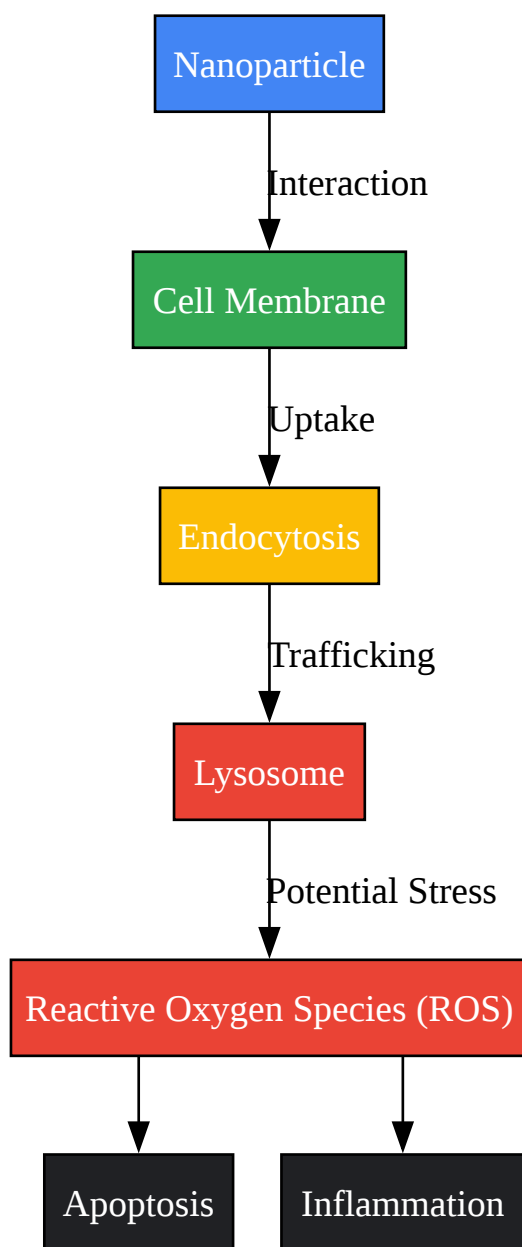 Nanoparticle
Interaction
Cell Membrane
Uptake
Endocytosis
Trafficking
Lysosome
Potential Stress
Reactive Oxygen Species (ROS)
Apoptosis
Inflammation